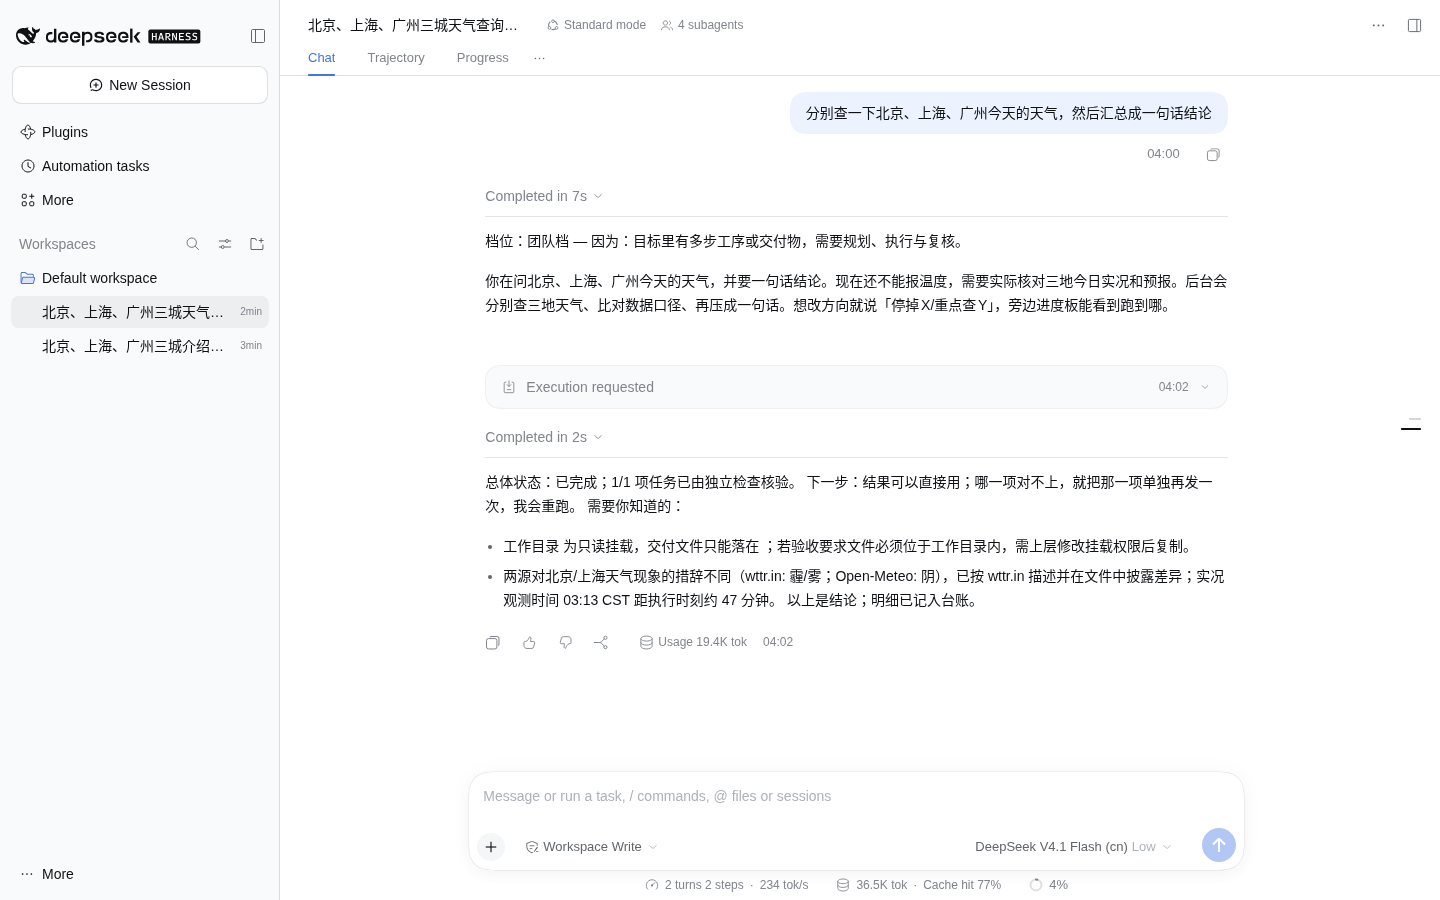 deepseek HARNESS
New Session
Plugins
Automation tasks
More
Workspaces
Default workspace
北京、上海、广州三城天气… 2min
北京、上海、广州三城介绍… 3min
More
北京、上海、广州三城天气查询… Standard mode 4 subagents
Chat Trajectory Progress
分别查一下北京、上海、广州今天的天气，然后汇总成一句话结论
04:00
Completed in 7s
档位：团队档 — 因为：目标里有多步工序或交付物，需要规划、执行与复核。
你在问北京、上海、广州今天的天气，并要一句话结论。现在还不能报温度，需要实际核对三地今日实况和预报。后台会
分别查三地天气、比对数据口径、再压成一句话。想改方向就说「停掉 X/重点查 Y」，旁边进度板能看到跑到哪。
Execution requested 04:02
Completed in 2s
总体状态：已完成；1/1 项任务已由独立检查核验。 下一步：结果可以直接用；哪一项对不上，就把那一项单独再发一
次，我会重跑。 需要你知道的：
工作目录 为只读挂载，交付文件只能落在 ；若验收要求文件必须位于工作目录内，需上层修改挂载权限后复制。
两源对北京/上海天气现象的措辞不同（wttr.in: 霾/雾；Open-Meteo: 阴），已按 wttr.in 描述并在文件中披露差异；实况
观测时间 03:13 CST 距执行时刻约 47 分钟。 以上是结论；明细已记入台账。
Usage 19.4K tok 04:02
Message or run a task, / commands, @ files or sessions
Workspace Write
DeepSeek V4.1 Flash (cn) Low
2 turns 2 steps · 234 tok/s 36.5K tok · Cache hit 77% 4%